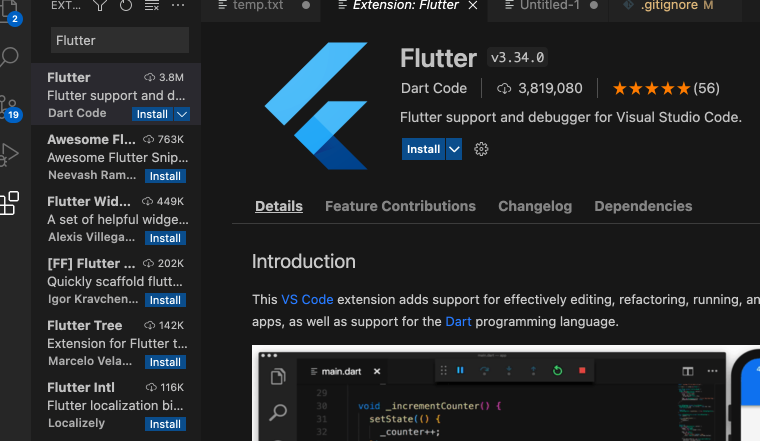 EXT...
2
temp.txt
Extension: Flutter
Untitled-1
.gitignore M
Flutter
19
Flutter 3.8M
Flutter support and d...
Dart Code Install
Awesome Fl... 763K
Awesome Flutter Snip...
Neevash Ram... Install
Flutter Wid... 449K
A set of helpful widge...
Alexis Villega... Install
[FF] Flutter ... 202K
Quickly scaffold flutt...
Igor Kravchen... Install
Flutter Tree 142K
Extension for Flutter t...
Marcelo Vela... Install
Flutter Intl 116K
Flutter localization bi...
Localizely Install
Flutter v3.34.0
Dart Code 3,819,080 (56)
Flutter support and debugger for Visual Studio Code.
Install
Details Feature Contributions Changelog Dependencies
Introduction
This VS Code extension adds support for effectively editing, refactoring, running, an
apps, as well as support for the Dart programming language.
main.dart
29
30 void _incrementCounter() {
31 setState(() {
32 _counter++;